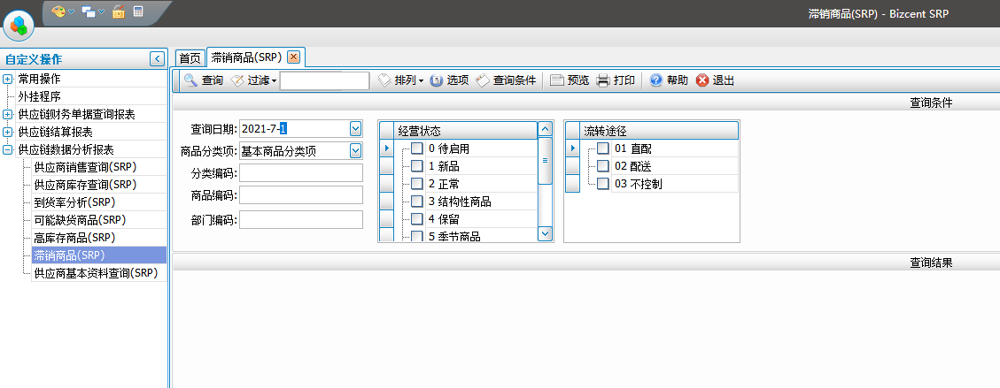 滞销商品(SRP) - Bizcent SRP
自定义操作
常用操作
外挂程序
供应链财务单据查询报表
供应链结算报表
供应链数据分析报表
供应商销售查询(SRP)
供应商库存查询(SRP)
到货率分析(SRP)
可能缺货商品(SRP)
高库存商品(SRP)
滞销商品(SRP)
供应商基本资料查询(SRP)
首页 滞销商品(SRP)
查询 过滤 排列 选项 查询条件 预览 打印 帮助 退出
查询条件
查询日期: 2021-7-1
商品分类项: 基本商品分类项
分类编码:
商品编码:
部门编码:
经营状态
0 待启用
1 新品
2 正常
3 结构性商品
4 保留
5 季节商品
流转途径
01 直配
02 配送
03 不控制
查询结果